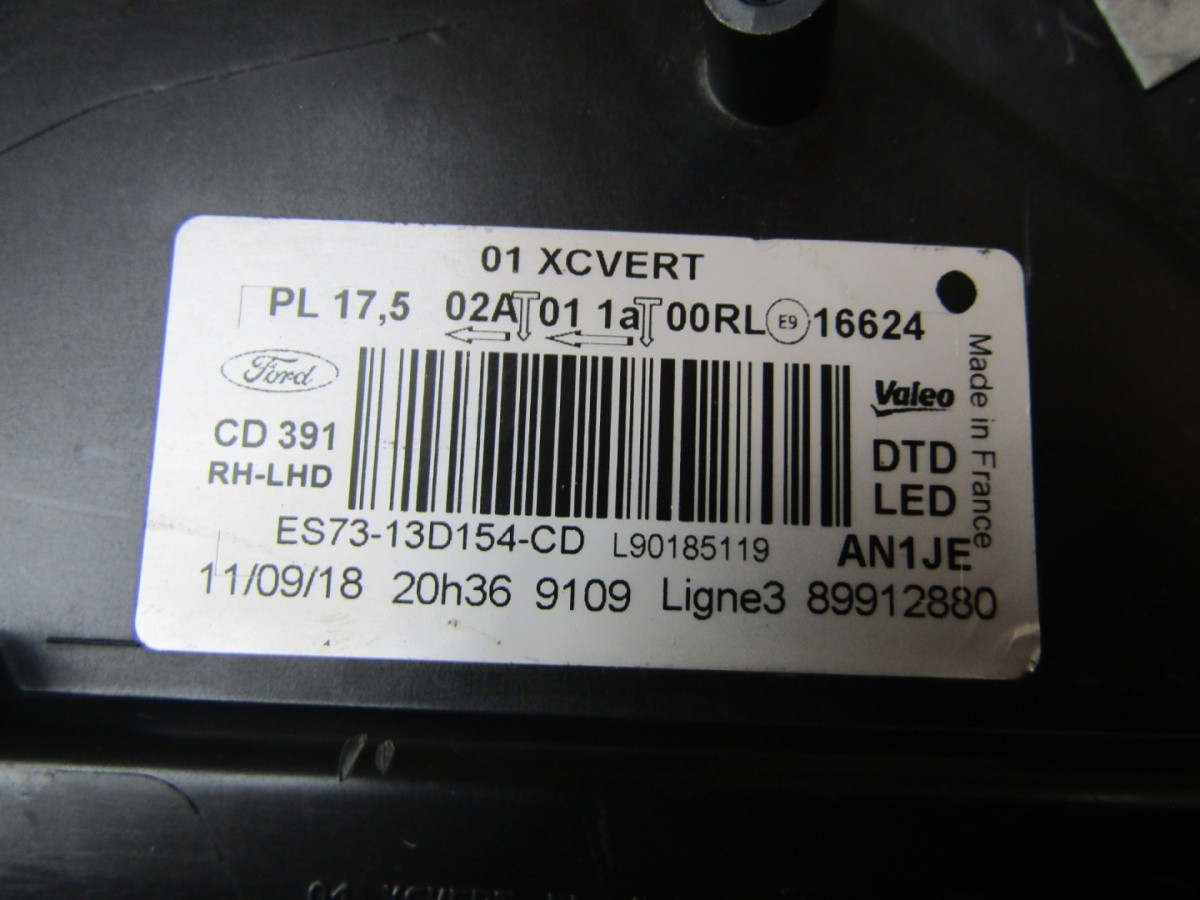 01 XCVERT
PL 17,5 02A 01 1a 00RL E9 16624
Ford
Valeo
Made in France
CD 391
RH-LHD
DTD
LED
ES73-13D154-CD L90185119 AN1JE
11/09/18 20h36 9109 Ligne3 89912880